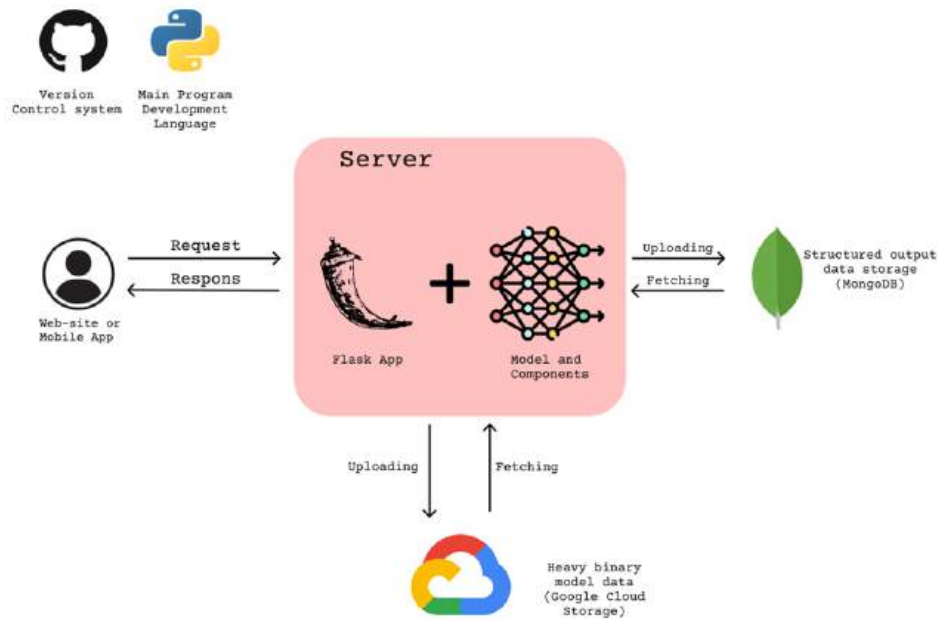 Version
Control system
Main Program
Development
Language
Server
Request
Respons
Web-site or
Mobile App
Flask App
Model and
Components
Uploading
Fetching
Structured output
data storage
(MongoDB)
Uploading
Fetching
Heavy binary
model data
(Google Cloud
Storage)